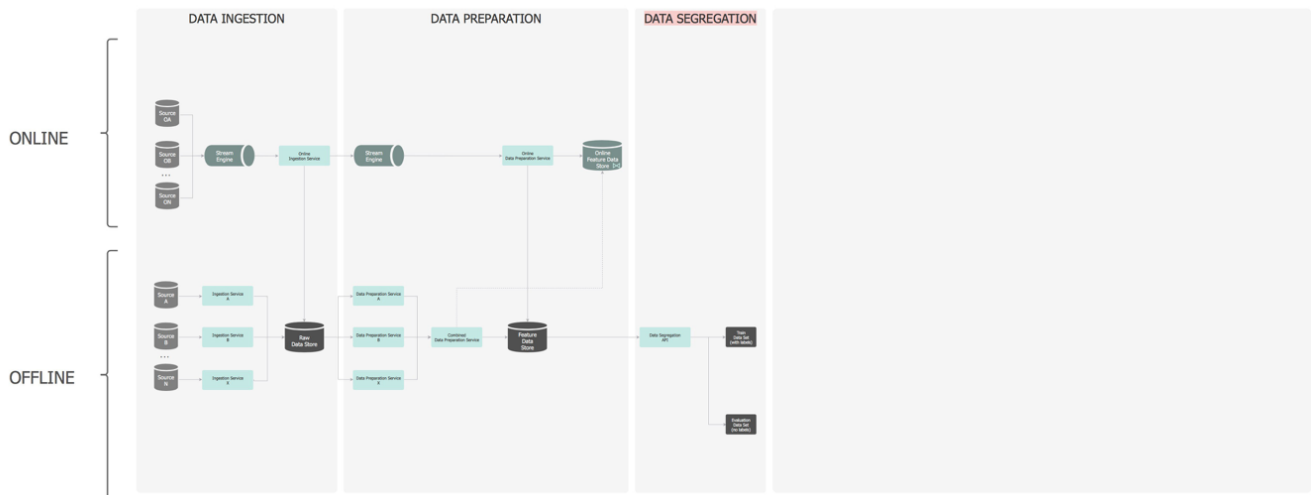 DATA INGESTION
DATA PREPARATION
DATA SEGREGATION
ONLINE
Source
OA
Source
OB
...
Source
ON
Stream
Engine
Online
Ingestion Service
Stream
Engine
Online
Data Preparation Service
Online
Feature Data
Store
OFFLINE
Source
A
Source
B
...
Source
N
Ingestion Service
A
Ingestion Service
B
Ingestion Service
Raw
Data Store
Data Preparation Service
A
Data Preparation Service
B
Data Preparation Service
Combined
Data Preparation Service
Feature
Data
Store
Data Segregation
API
Train
Data Set
(with labels)
Evaluation
Data Set
(no labels)